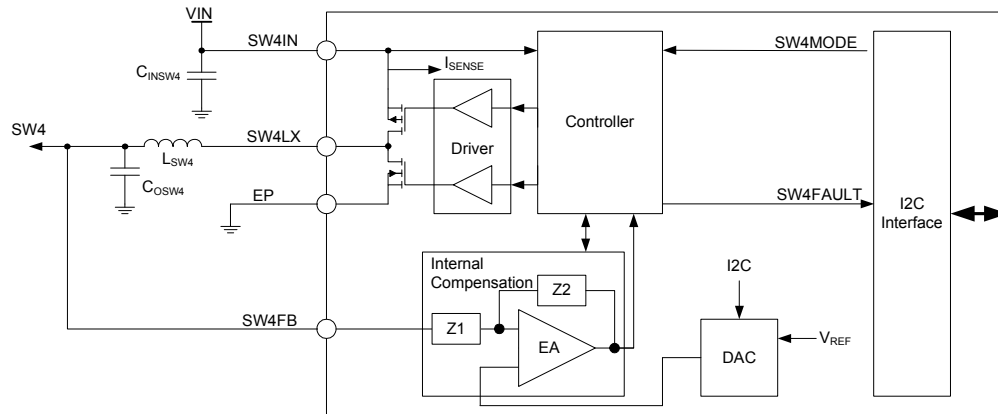 VIN
SW4IN
SW4MODE
CINSW4
ISENSE
Controller
SW4
SW4LX
Driver
LSW4
COSW4
EP
SW4FAULT
I2C
Interface
Internal
Compensation
I2C
Z2
SW4FB
Z1
EA
DAC
VREF